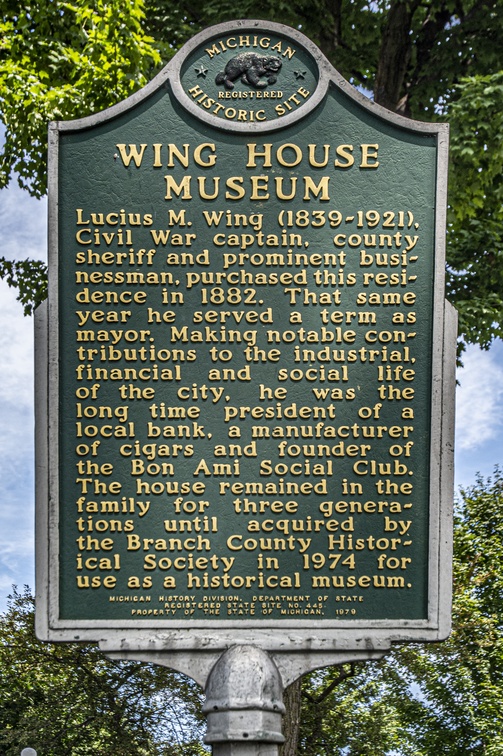 MICHIGAN
REGISTERED
HISTORIC SITE
WING HOUSE
MUSEUM
Lucius M. Wing (1839-1921),
Civil War captain, county
sheriff and prominent busi-
nessman, purchased this resi-
dence in 1882. That same
year he served a term as
mayor. Making notable con-
tributions to the industrial,
financial and social life
of the city, he was the
long time president of a
local bank, a manufacturer
of cigars and founder of
the Bon Ami Social Club.
The house remained in the
family for three genera-
tions until acquired by
the Branch County Histor-
ical Society in 1974 for
use as a historical museum.
MICHIGAN HISTORY DIVISION, DEPARTMENT OF STATE
REGISTERED STATE SITE NO. 445
PROPERTY OF THE STATE OF MICHIGAN, 1979